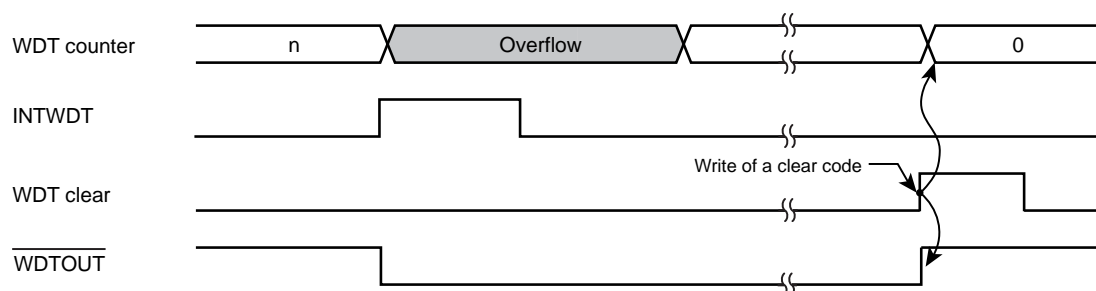 WDT counter n Overflow 0
INTWDT
Write of a clear code
WDT clear
WDTOUT